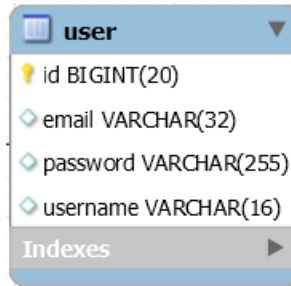 user
id BIGINT(20)
email VARCHAR(32)
password VARCHAR(255)
username VARCHAR(16)
Indexes